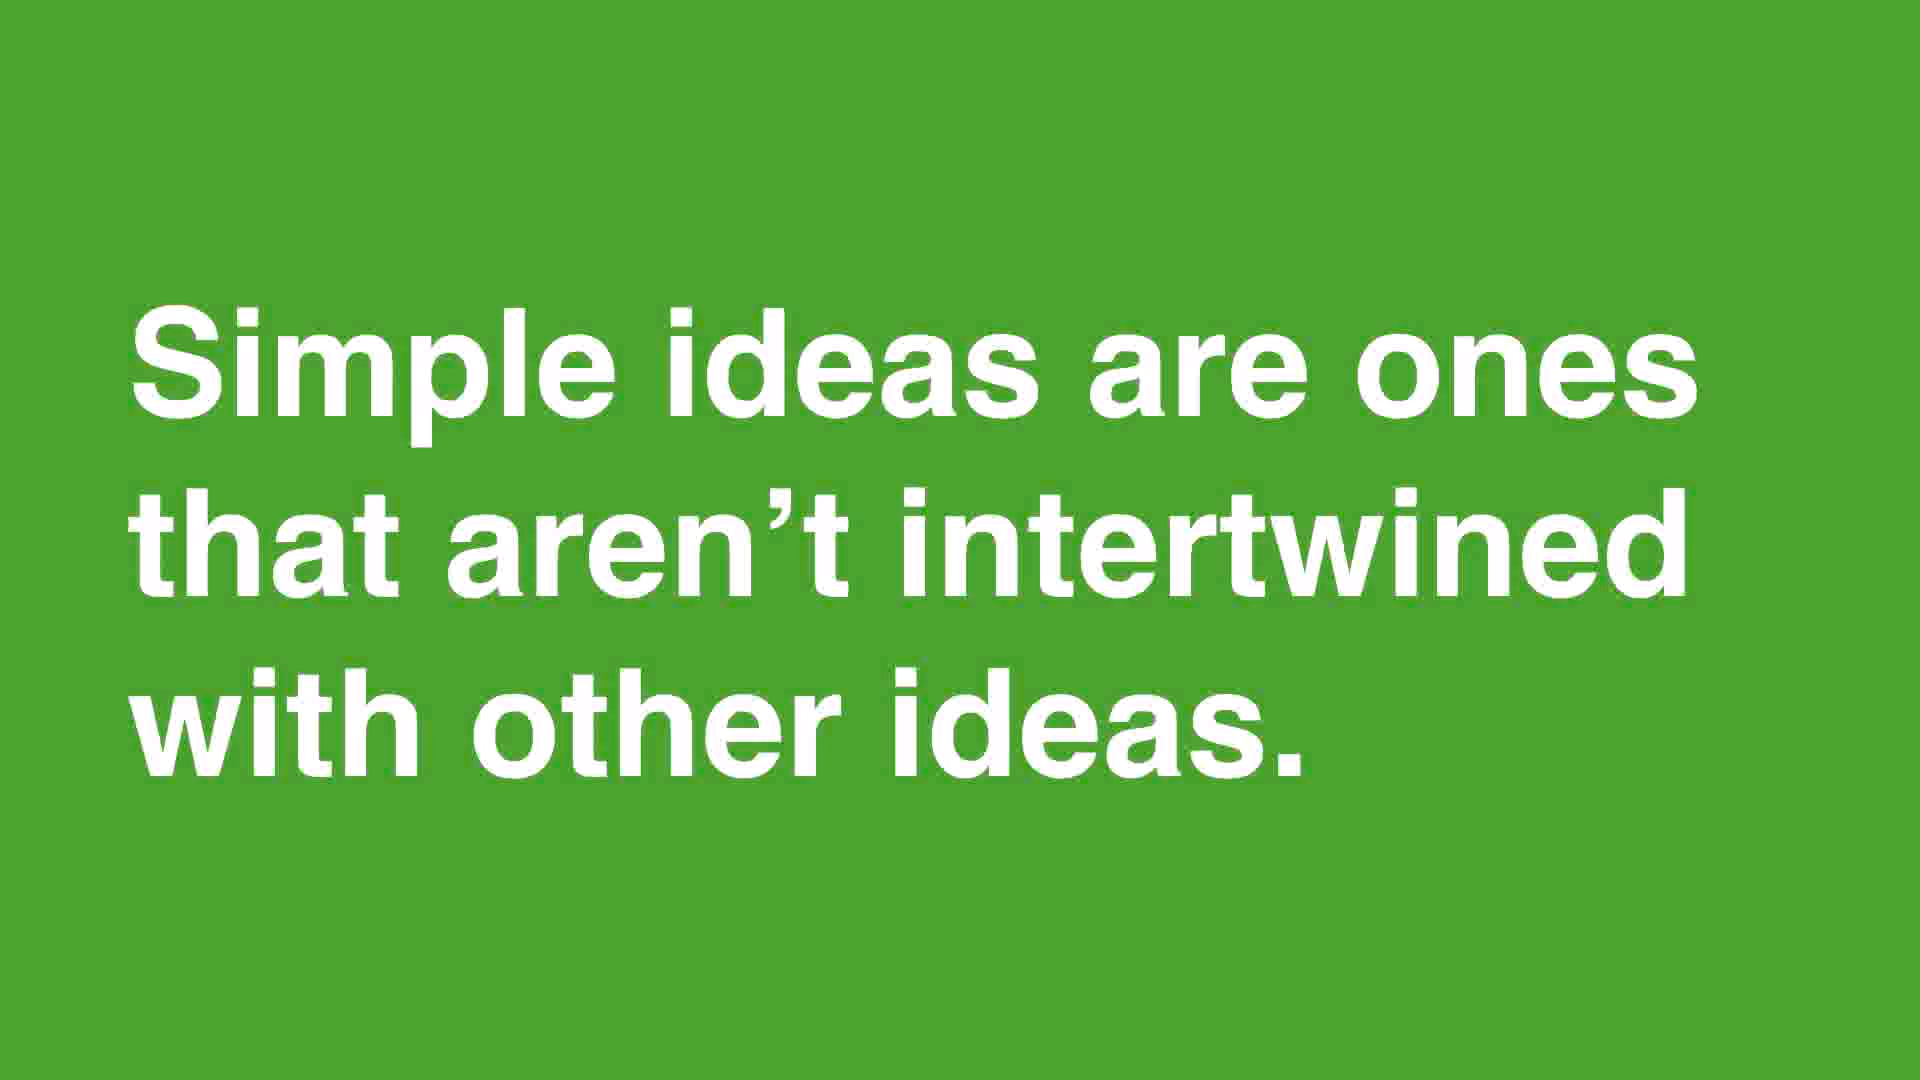 Simple ideas are ones
that aren’t intertwined
with other ideas.